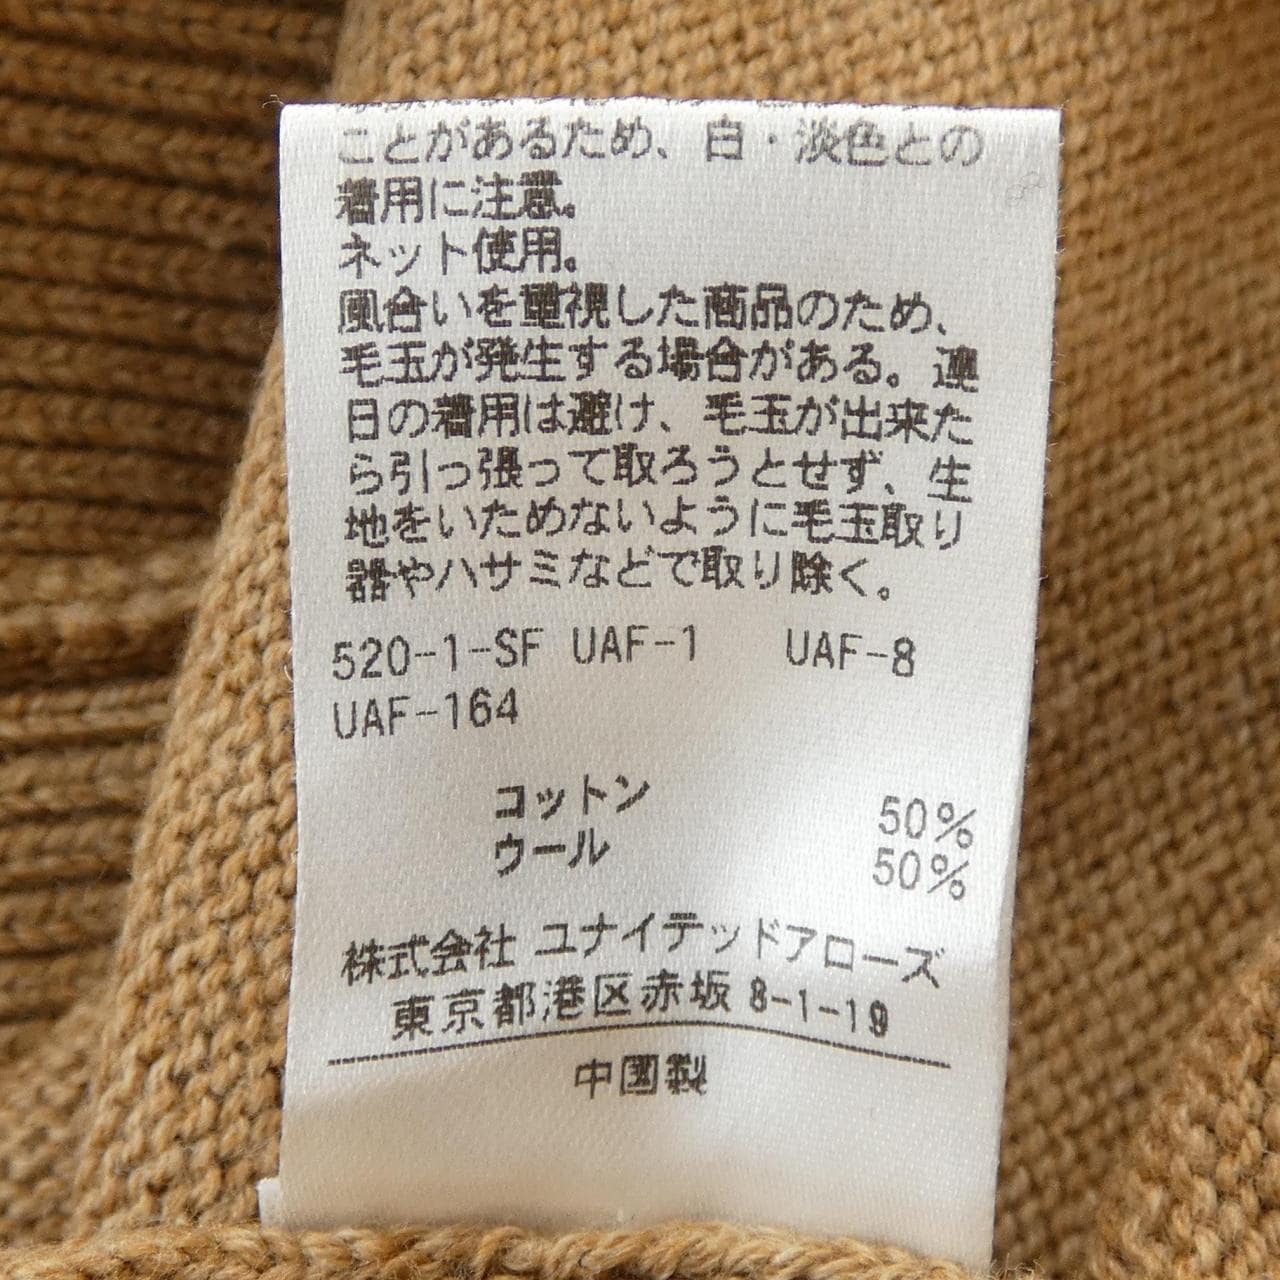 ことがあるため、白・淡色との
着用に注意。
ネット使用。
風合いを重視した商品のため、
毛玉が発生する場合がある。連
日の着用は避け、毛玉が出来た
ら引っ張って取ろうとせず、生
地をいためないように毛玉取り
器やハサミなどで取り除く。
520-1-SF UAF-1 UAF-8
UAF-164
コットン 50%
ウール 50%
株式会社 ユナイテッドアローズ
東京都港区赤坂 8-1-19
中国製